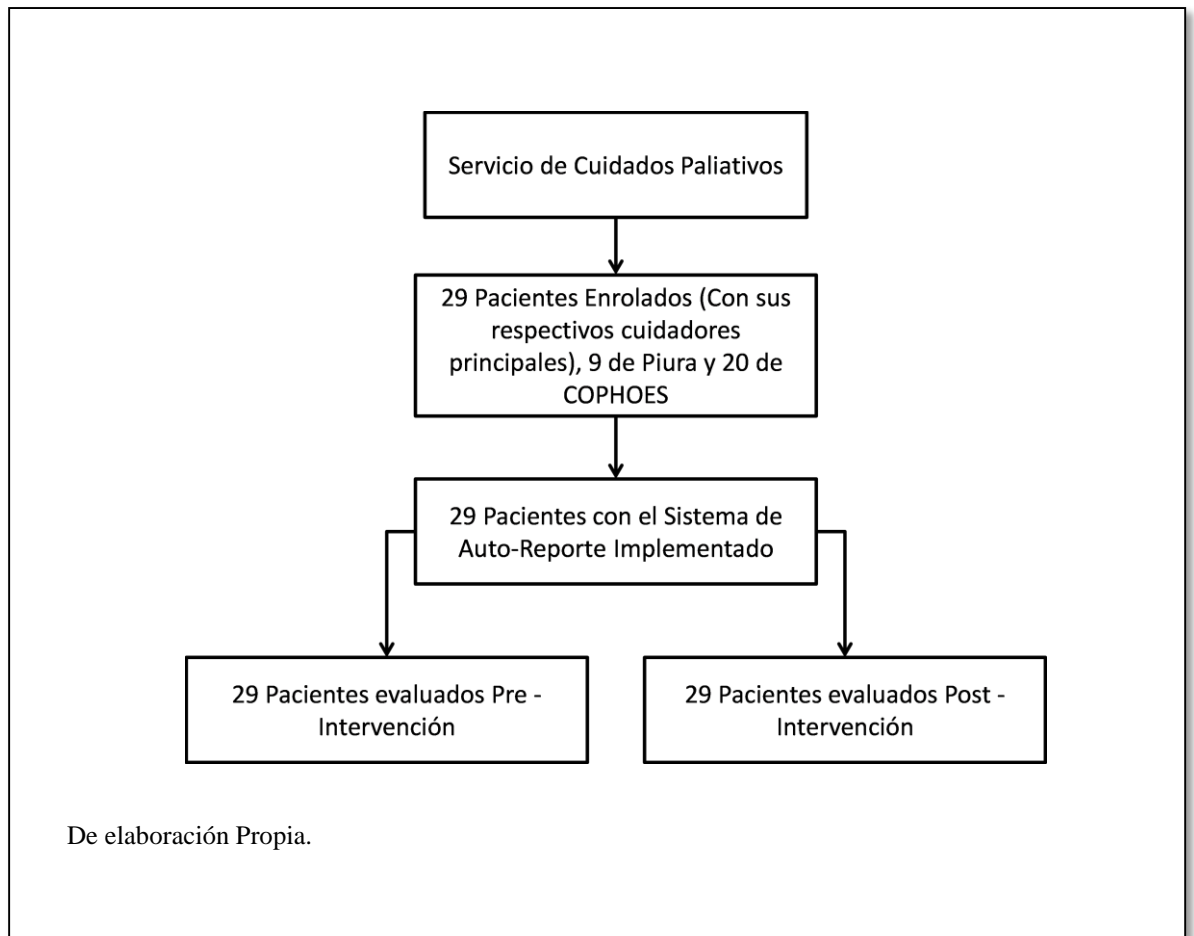 Servicio de Cuidados Paliativos
29 Pacientes Enrolados (Con sus
respectivos cuidadores
principales), 9 de Piura y 20 de
COPHOES
29 Pacientes con el Sistema de
Auto-Reporte Implementado
29 Pacientes evaluados Pre -
Intervención
29 Pacientes evaluados Post -
Intervención
De elaboración Propia.